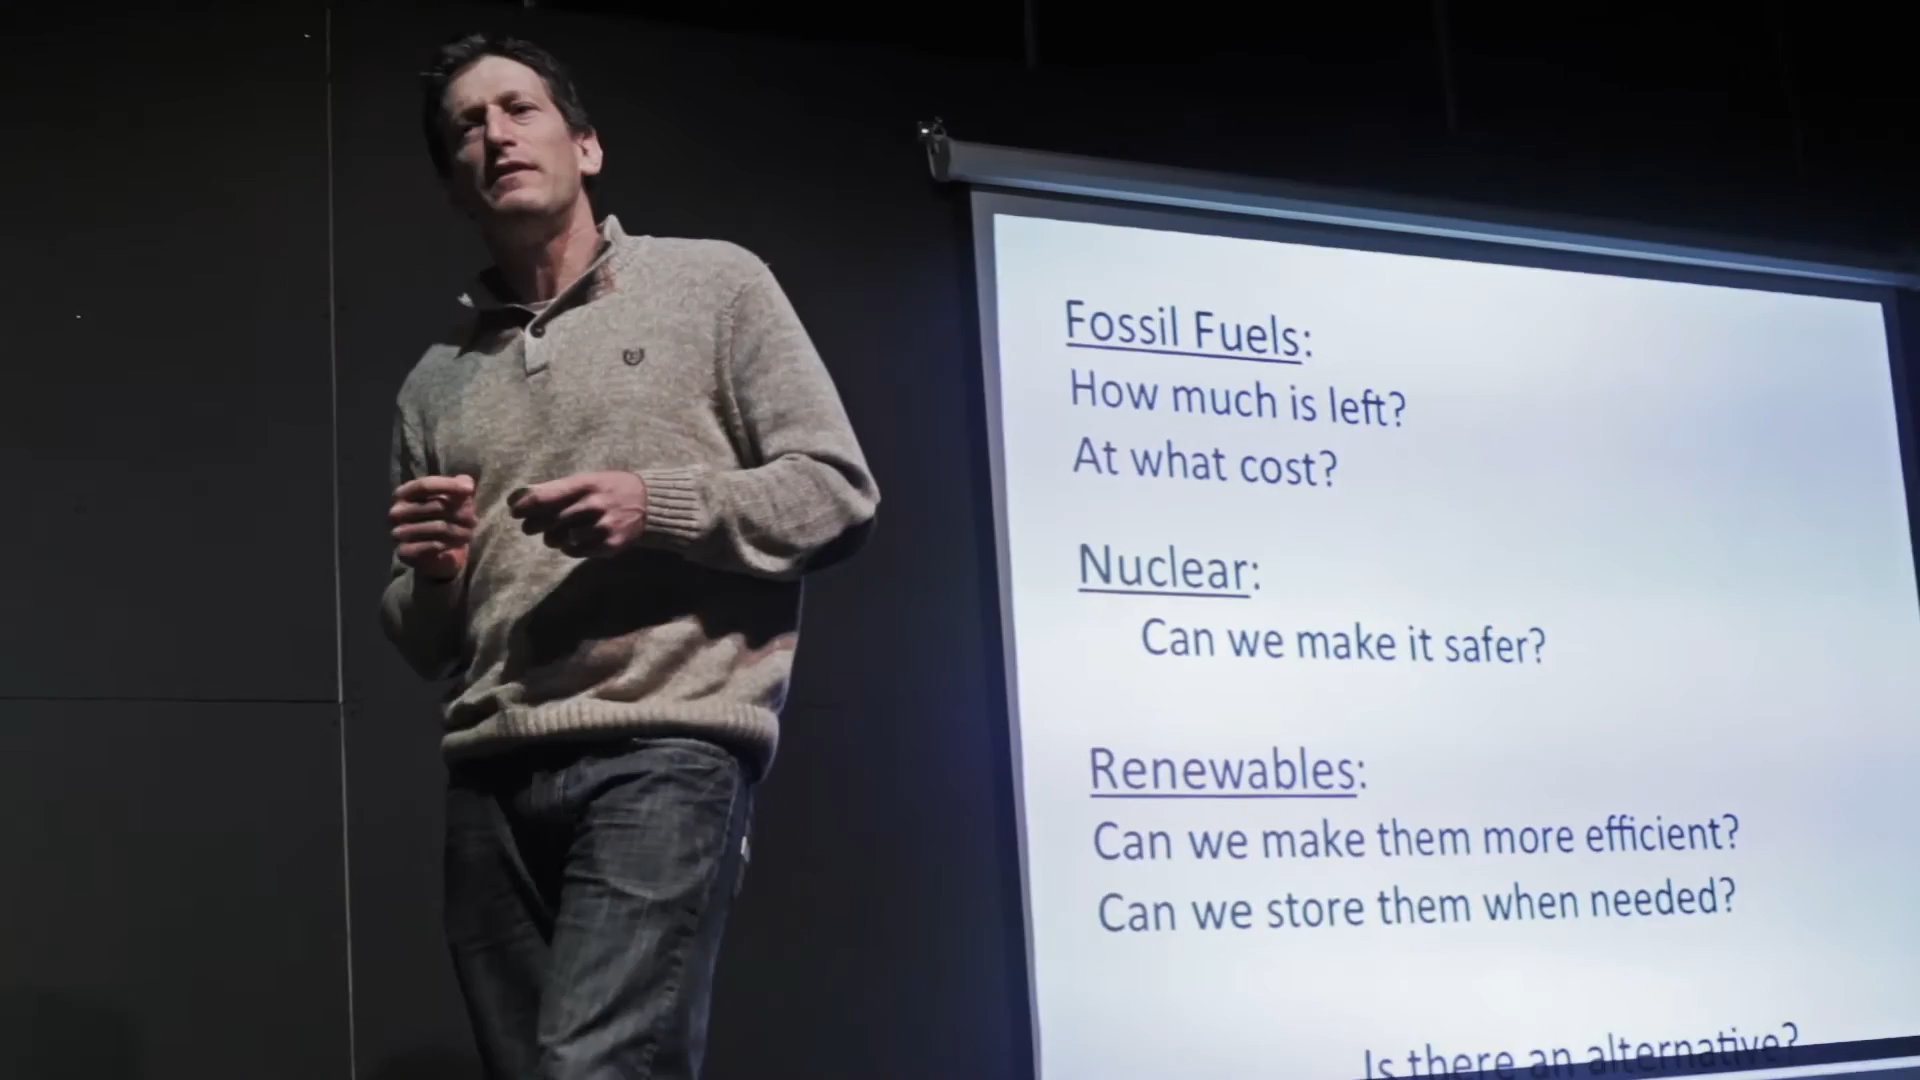 Fossil Fuels:
How much is left?
At what cost?
Nuclear:
Can we make it safer?
Renewables:
Can we make them more efficient?
Can we store them when needed?
Is there an alternative?